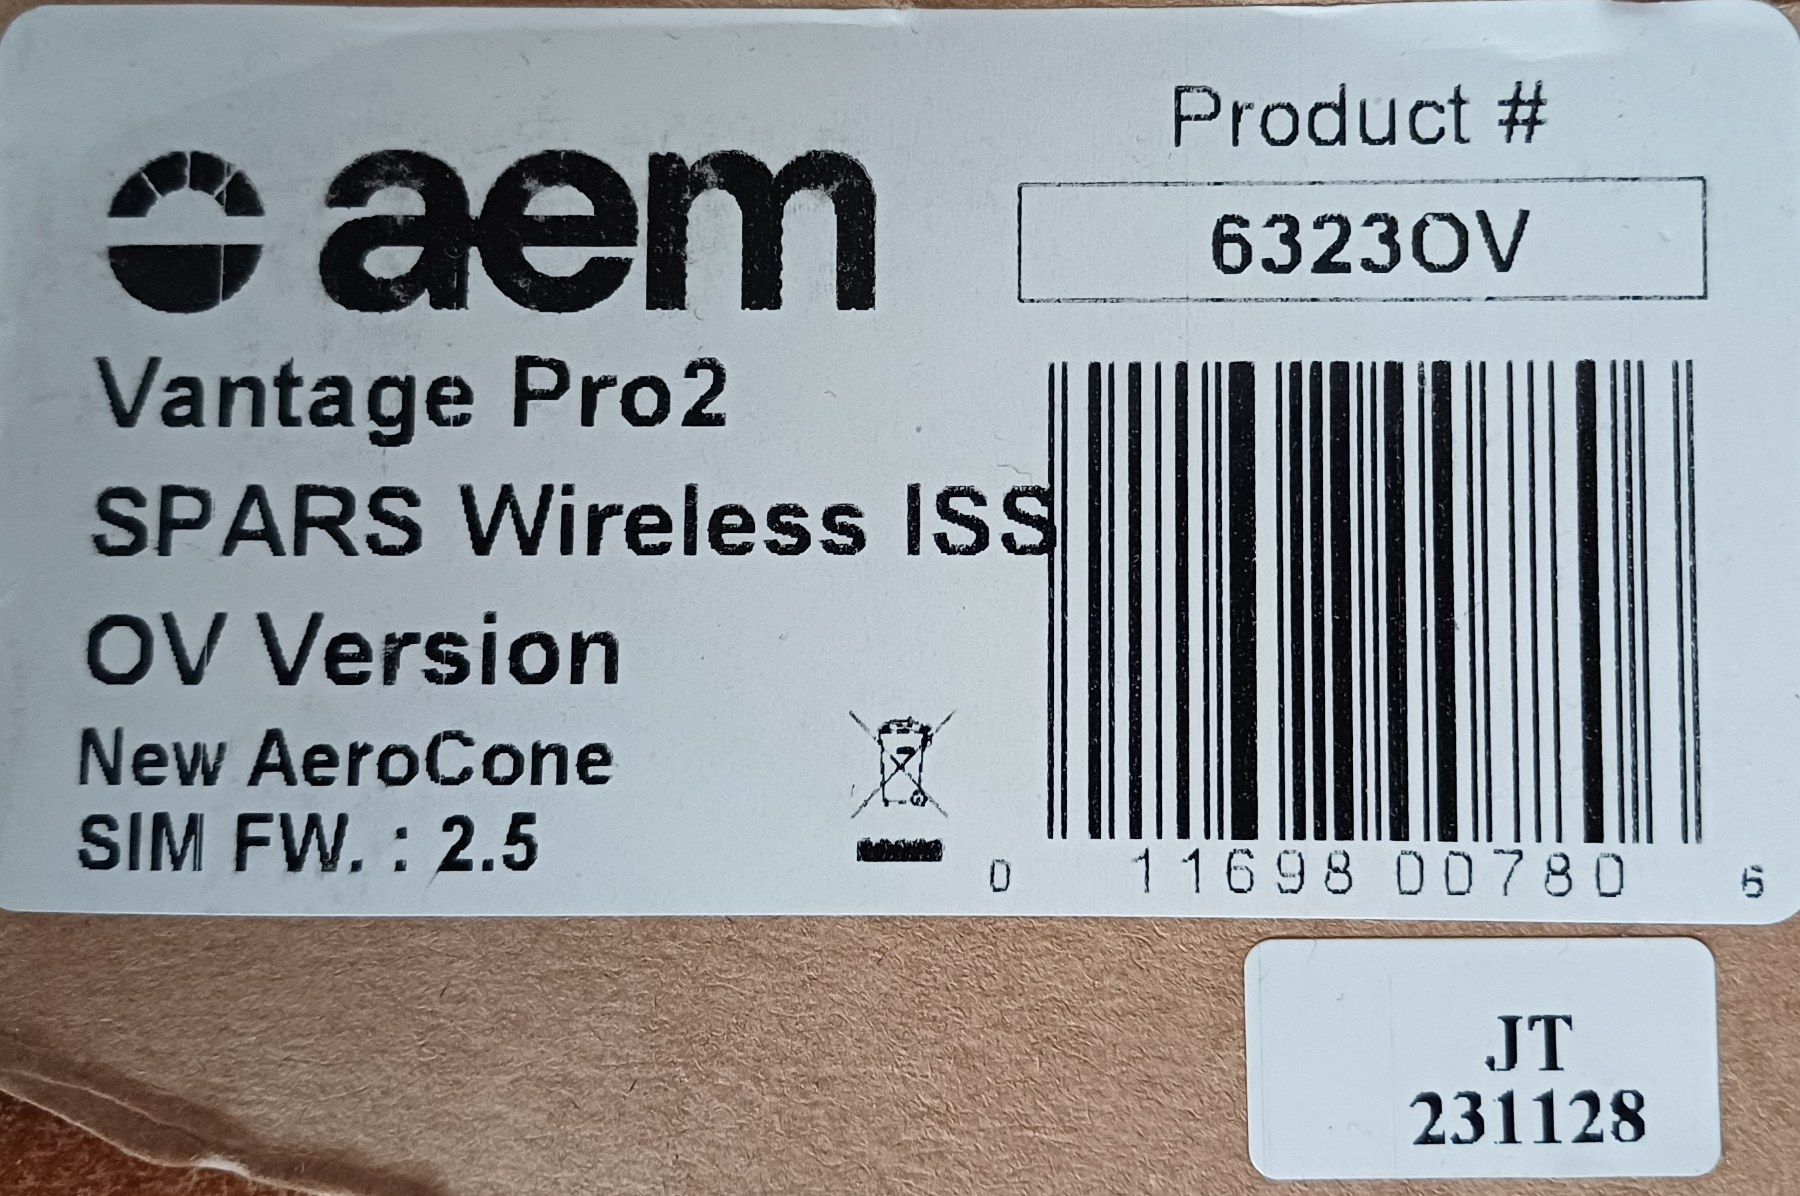 aem
Vantage Pro2
SPARS Wireless ISS
OV Version
New AeroCone
SIM FW. : 2.5
Product #
6323OV
0 11698 00780 6
JT
231128